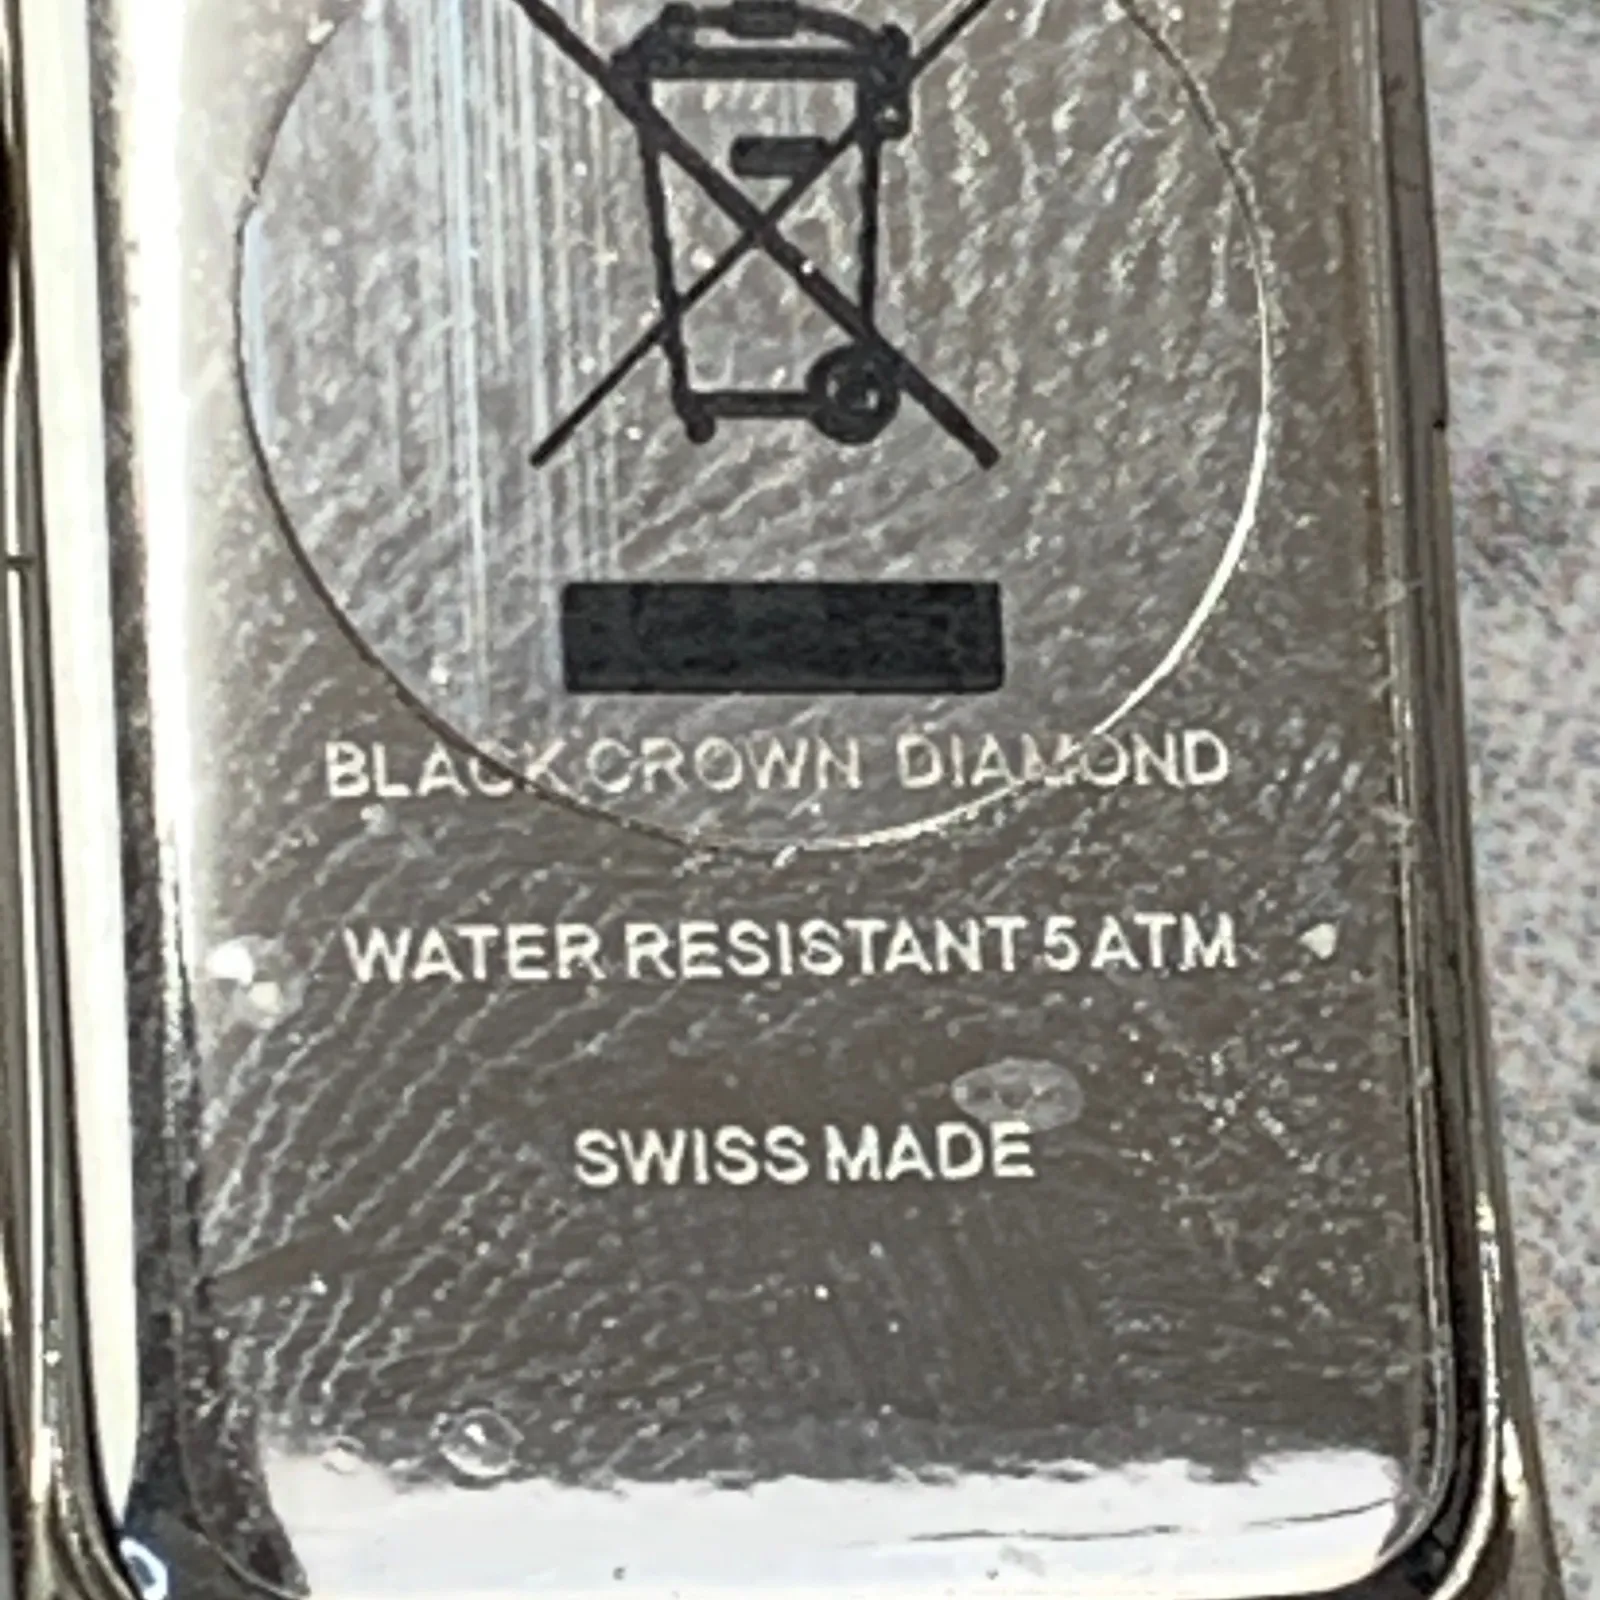 BLACK CROWN DIAMOND
WATER RESISTANT 5 ATM
SWISS MADE